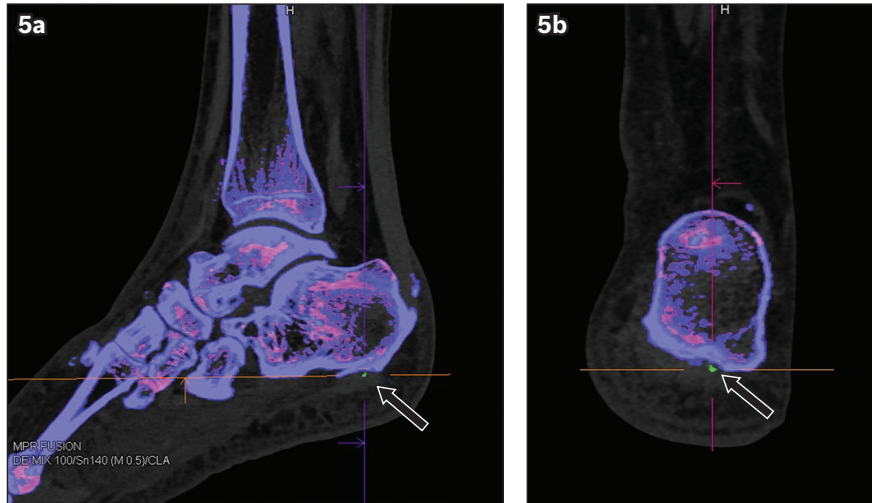 5a
H
MPR FUSION
DE MIX 100/Sn140 (M 0.5)/CLA
5b
H